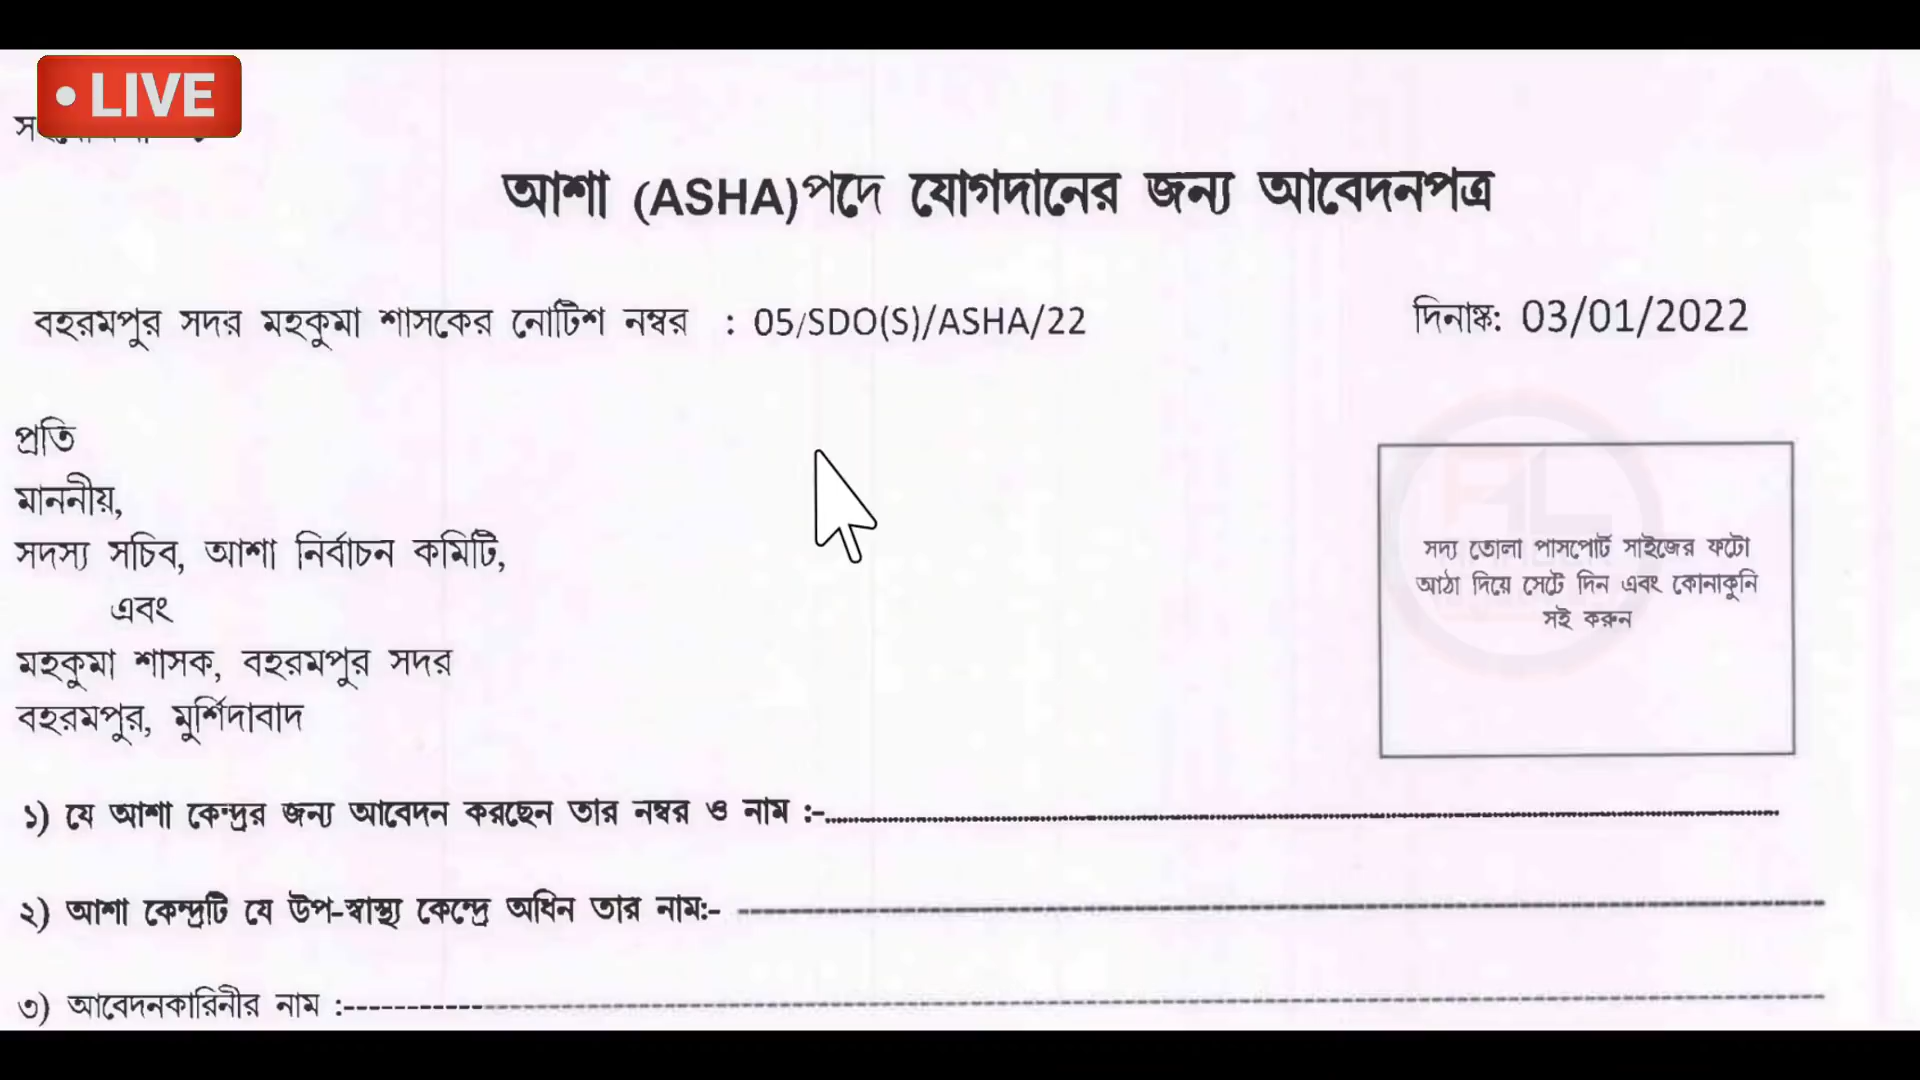 LIVE
আশা (ASHA)পদে যোগদানের জন্য আবেদনপত্র
বহরমপুর সদর মহকুমা শাসকের নোটিশ নম্বর : 05/SDO(S)/ASHA/22
দিনাঙ্ক: 03/01/2022
প্রতি
মাননীয়,
সদস্য সচিব, আশা নির্বাচন কমিটি,
এবং
মহকুমা শাসক, বহরমপুর সদর
বহরমপুর, মুর্শিদাবাদ
সদ্য তোলা পাসপোর্ট সাইজের ফটো
আঠা দিয়ে সেটে দিন এবং কোনাকুনি
সই করুন
১) যে আশা কেন্দ্রর জন্য আবেদন করছেন তার নম্বর ও নাম :-
২) আশা কেন্দ্রটি যে উপ-স্বাস্থ্য কেন্দ্রে অধিন তার নাম:-
৩) আবেদনকারিনীর নাম :-